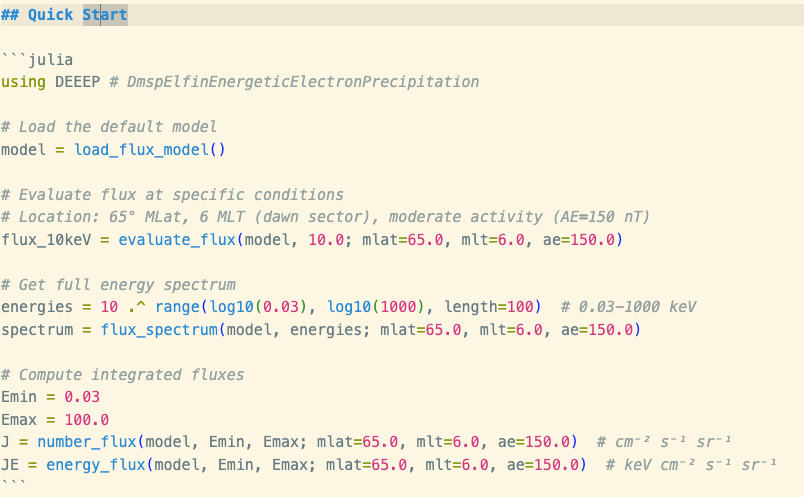 ## Quick Start
```julia
using DEEEP # DmspElfinEnergeticElectronPrecipitation
# Load the default model
model = load_flux_model()
# Evaluate flux at specific conditions
# Location: 65° MLat, 6 MLT (dawn sector), moderate activity (AE=150 nT)
flux_10keV = evaluate_flux(model, 10.0; mlat=65.0, mlt=6.0, ae=150.0)
# Get full energy spectrum
energies = 10 .^ range(log10(0.03), log10(1000), length=100)  # 0.03–1000 keV
spectrum = flux_spectrum(model, energies; mlat=65.0, mlt=6.0, ae=150.0)
# Compute integrated fluxes
Emin = 0.03
Emax = 100.0
J = number_flux(model, Emin, Emax; mlat=65.0, mlt=6.0, ae=150.0)  # cm⁻² s⁻¹ sr⁻¹
JE = energy_flux(model, Emin, Emax; mlat=65.0, mlt=6.0, ae=150.0)  # keV cm⁻² s⁻¹ sr⁻¹
```